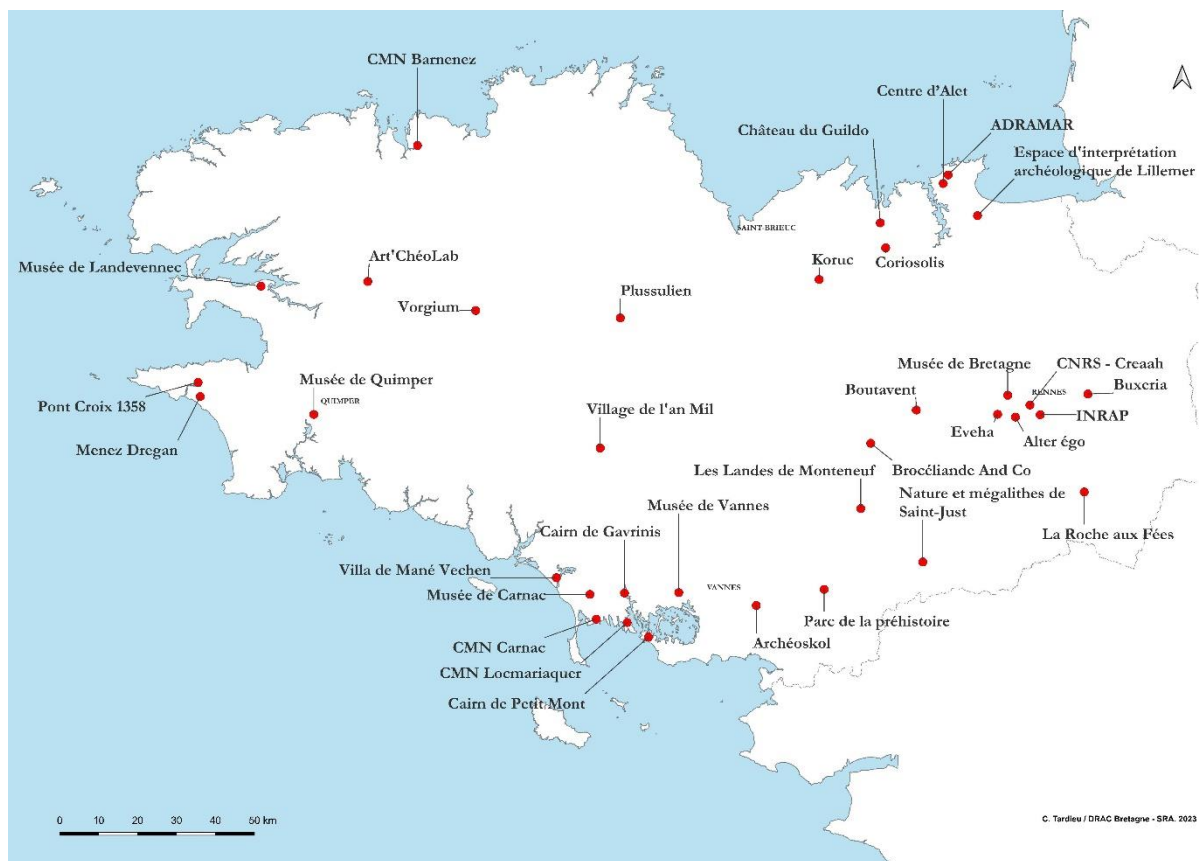 CMN Barnenez
Centre d'Alet
ADRAMAR
Château du Guildo
Espace d'interprétation
archéologique de Lillemer
SAINT-BRIEUC
Musée de Landevennec
Art'ChéoLab
Koruc
Coriosolis
Vorgium
Plussulien
Musée de Bretagne
CNRS - Creaah
Buxeria
RENNES
Pont Croix 1358
Musée de Quimper
QUIMPER
Boutavent
Menez Dregan
Village de l'an Mil
Eveha
INRAP
Alter égo
Les Landes de Monteneuf
Brocéliande And Co
Nature et mégalithes de
Saint-Just
Musée de Vannes
Cairn de Gavrinis
La Roche aux Fées
Villa de Mané Vechen
VANNES
Musée de Carnac
Parc de la préhistoire
CMN Carnac
Archéoskol
CMN Locmariaquer
Cairn de Petit Mont
0 10 20 30 40 50 km
C. Tardieu / DRAC Bretagne - SRA. 2023